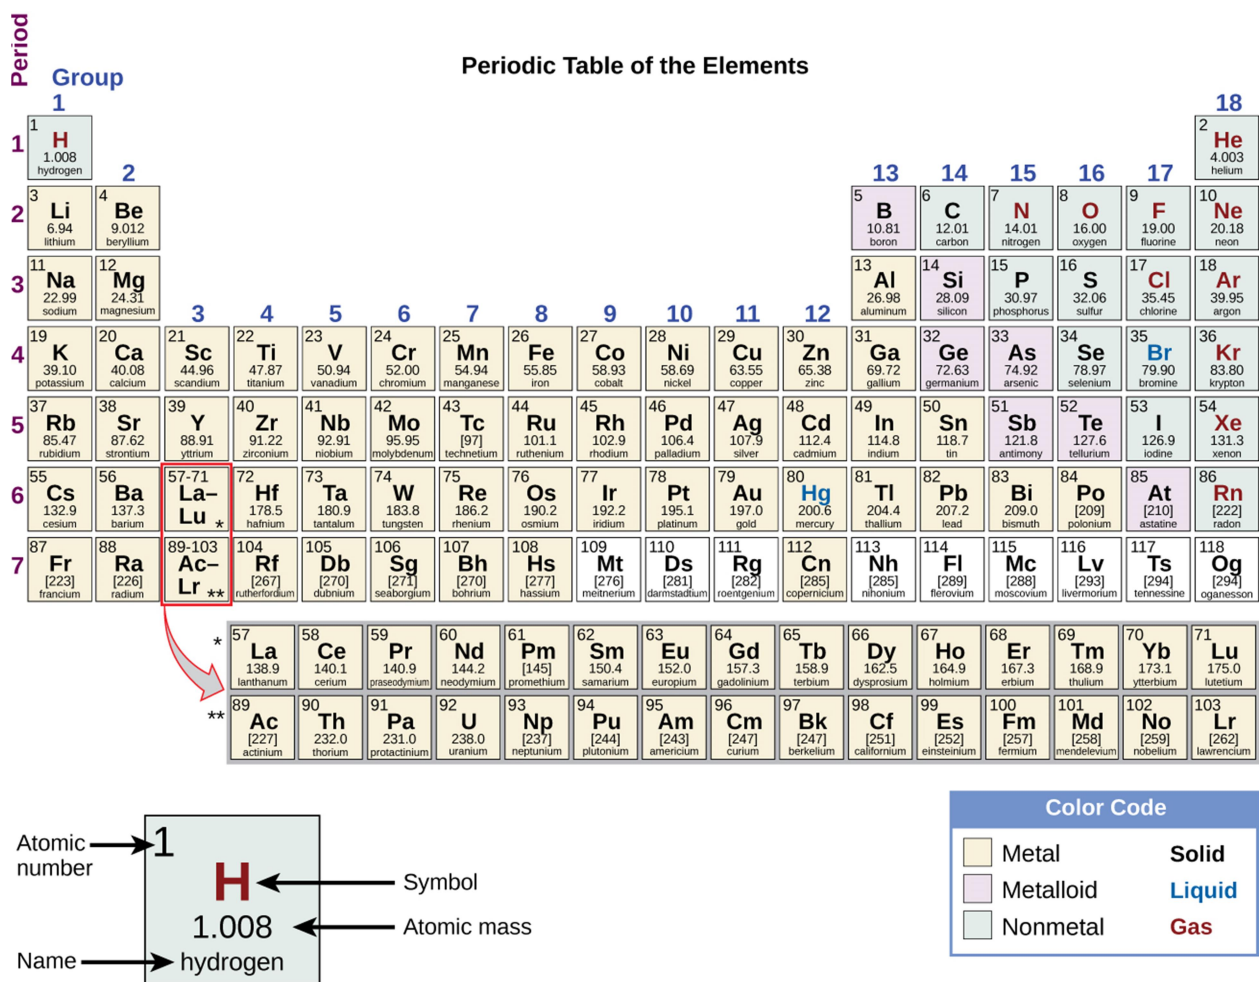 Period
Periodic Table of the Elements
Group
1 18
1 2
1 H 1.008 hydrogen
2 He 4.003 helium
2 13 14 15 16 17
2
3 Li 6.94 lithium
4 Be 9.012 beryllium
5 B 10.81 boron
6 C 12.01 carbon
7 N 14.01 nitrogen
8 O 16.00 oxygen
9 F 19.00 fluorine
10 Ne 20.18 neon
3
11 Na 22.99 sodium
12 Mg 24.31 magnesium
13 Al 26.98 aluminum
14 Si 28.09 silicon
15 P 30.97 phosphorus
16 S 32.06 sulfur
17 Cl 35.45 chlorine
18 Ar 39.95 argon
3 4 5 6 7 8 9 10 11 12
4
19 K 39.10 potassium
20 Ca 40.08 calcium
21 Sc 44.96 scandium
22 Ti 47.87 titanium
23 V 50.94 vanadium
24 Cr 52.00 chromium
25 Mn 54.94 manganese
26 Fe 55.85 iron
27 Co 58.93 cobalt
28 Ni 58.69 nickel
29 Cu 63.55 copper
30 Zn 65.38 zinc
31 Ga 69.72 gallium
32 Ge 72.63 germanium
33 As 74.92 arsenic
34 Se 78.97 selenium
35 Br 79.90 bromine
36 Kr 83.80 krypton
5
37 Rb 85.47 rubidium
38 Sr 87.62 strontium
39 Y 88.91 yttrium
40 Zr 91.22 zirconium
41 Nb 92.91 niobium
42 Mo 95.95 molybdenum
43 Tc [97] technetium
44 Ru 101.1 ruthenium
45 Rh 102.9 rhodium
46 Pd 106.4 palladium
47 Ag 107.9 silver
48 Cd 112.4 cadmium
49 In 114.8 indium
50 Sn 118.7 tin
51 Sb 121.8 antimony
52 Te 127.6 tellurium
53 I 126.9 iodine
54 Xe 131.3 xenon
6
55 Cs 132.9 cesium
56 Ba 137.3 barium
57-71 La– Lu *
72 Hf 178.5 hafnium
73 Ta 180.9 tantalum
74 W 183.8 tungsten
75 Re 186.2 rhenium
76 Os 190.2 osmium
77 Ir 192.2 iridium
78 Pt 195.1 platinum
79 Au 197.0 gold
80 Hg 200.6 mercury
81 Tl 204.4 thallium
82 Pb 207.2 lead
83 Bi 209.0 bismuth
84 Po [209] polonium
85 At [210] astatine
86 Rn [222] radon
7
87 Fr [223] francium
88 Ra [226] radium
89-103 Ac– Lr **
104 Rf [267] rutherfordium
105 Db [270] dubnium
106 Sg [271] seaborgium
107 Bh [270] bohrium
108 Hs [277] hassium
109 Mt [276] meitnerium
110 Ds [281] darmstadtium
111 Rg [282] roentgenium
112 Cn [285] copernicium
113 Nh [285] nihonium
114 Fl [289] flerovium
115 Mc [288] moscovium
116 Lv [293] livermorium
117 Ts [294] tennessine
118 Og [294] oganesson
*
57 La 138.9 lanthanum
58 Ce 140.1 cerium
59 Pr 140.9 praseodymium
60 Nd 144.2 neodymium
61 Pm [145] promethium
62 Sm 150.4 samarium
63 Eu 152.0 europium
64 Gd 157.3 gadolinium
65 Tb 158.9 terbium
66 Dy 162.5 dysprosium
67 Ho 164.9 holmium
68 Er 167.3 erbium
69 Tm 168.9 thulium
70 Yb 173.1 ytterbium
71 Lu 175.0 lutetium
**
89 Ac [227] actinium
90 Th 232.0 thorium
91 Pa 231.0 protactinium
92 U 238.0 uranium
93 Np [237] neptunium
94 Pu [244] plutonium
95 Am [243] americium
96 Cm [247] curium
97 Bk [247] berkelium
98 Cf [251] californium
99 Es [252] einsteinium
100 Fm [257] fermium
101 Md [258] mendelevium
102 No [259] nobelium
103 Lr [262] lawrencium
Atomic number
1
H
Symbol
1.008
Atomic mass
Name
hydrogen
Color Code
Metal Solid
Metalloid Liquid
Nonmetal Gas